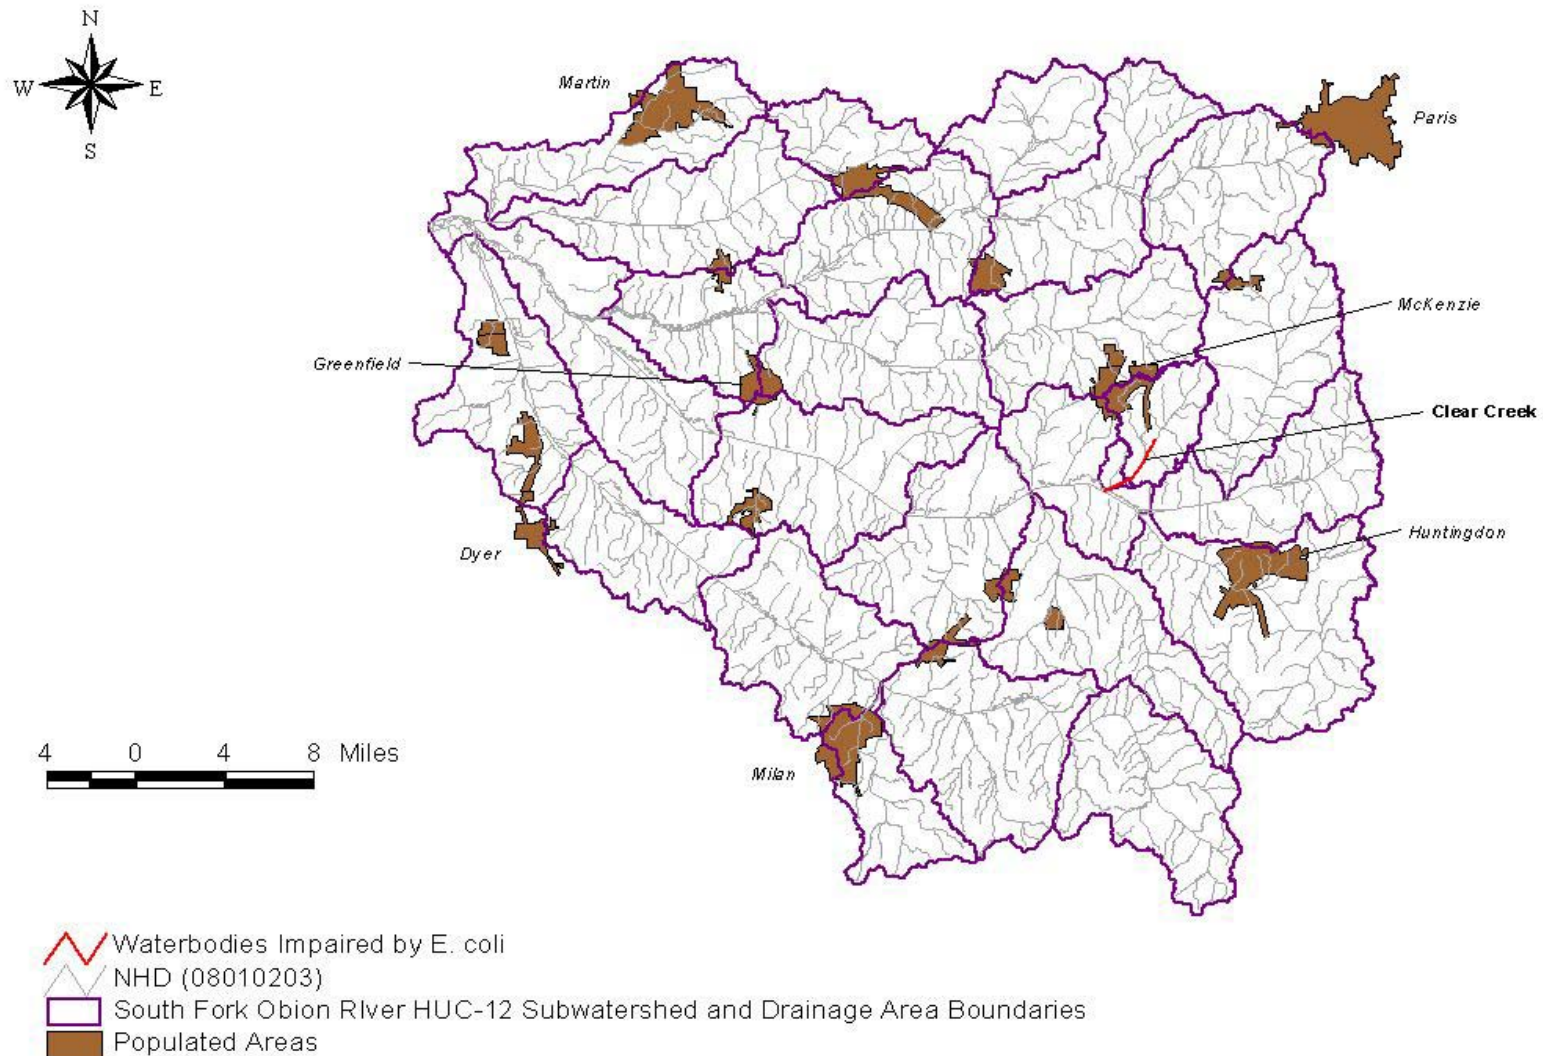 N
W E
S
Martin
Paris
McKenzie
Greenfield
Clear Creek
Huntingdon
Dyer
Milan
4 0 4 8 Miles
Waterbodies Impaired by E. coli
NHD (08010203)
South Fork Obion RIver HUC-12 Subwatershed and Drainage Area Boundaries
Populated Areas